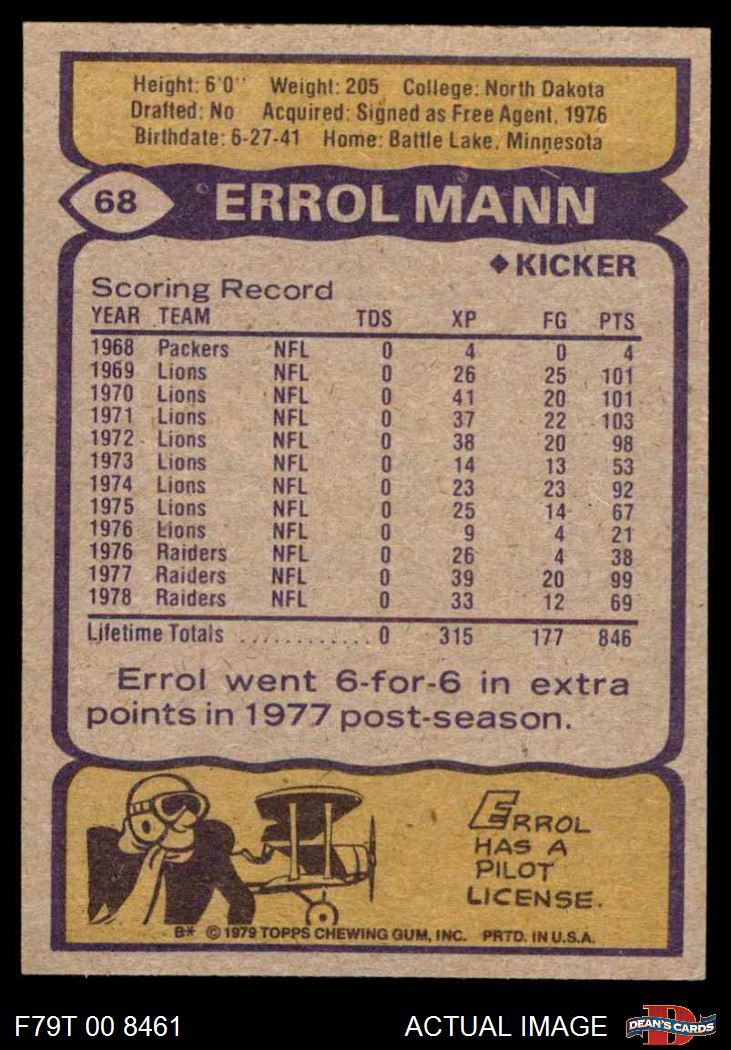 Height: 6'0" Weight: 205 College: North Dakota
Drafted: No Acquired: Signed as Free Agent, 1976
Birthdate: 6-27-41 Home: Battle Lake, Minnesota
68 ERROL MANN
◆KICKER
Scoring Record
YEAR TEAM TDS XP FG PTS
1968 Packers NFL 0 4 0 4
1969 Lions NFL 0 26 25 101
1970 Lions NFL 0 41 20 101
1971 Lions NFL 0 37 22 103
1972 Lions NFL 0 38 20 98
1973 Lions NFL 0 14 13 53
1974 Lions NFL 0 23 23 92
1975 Lions NFL 0 25 14 67
1976 Lions NFL 0 9 4 21
1976 Raiders NFL 0 26 4 38
1977 Raiders NFL 0 39 20 99
1978 Raiders NFL 0 33 12 69
Lifetime Totals ............ 0 315 177 846
Errol went 6-for-6 in extra
points in 1977 post-season.
ERROL
HAS A
PILOT
LICENSE.
B* © 1979 TOPPS CHEWING GUM, INC. PRTD. IN U.S.A.
F79T 00 8461 ACTUAL IMAGE D DEAN'S CARDS